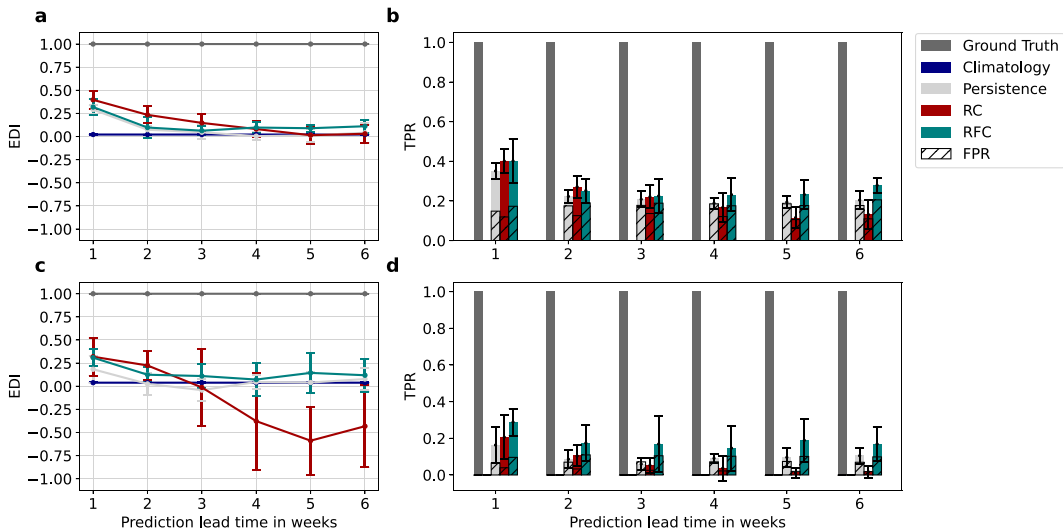 a
EDI
1.00
0.75
0.50
0.25
0.00
−0.25
−0.50
−0.75
−1.00
1 2 3 4 5 6
b
TPR
1.0
0.8
0.6
0.4
0.2
0.0
1 2 3 4 5 6
Ground Truth
Climatology
Persistence
RC
RFC
FPR
c
EDI
1.00
0.75
0.50
0.25
0.00
−0.25
−0.50
−0.75
−1.00
1 2 3 4 5 6
Prediction lead time in weeks
d
TPR
1.0
0.8
0.6
0.4
0.2
0.0
1 2 3 4 5 6
Prediction lead time in weeks